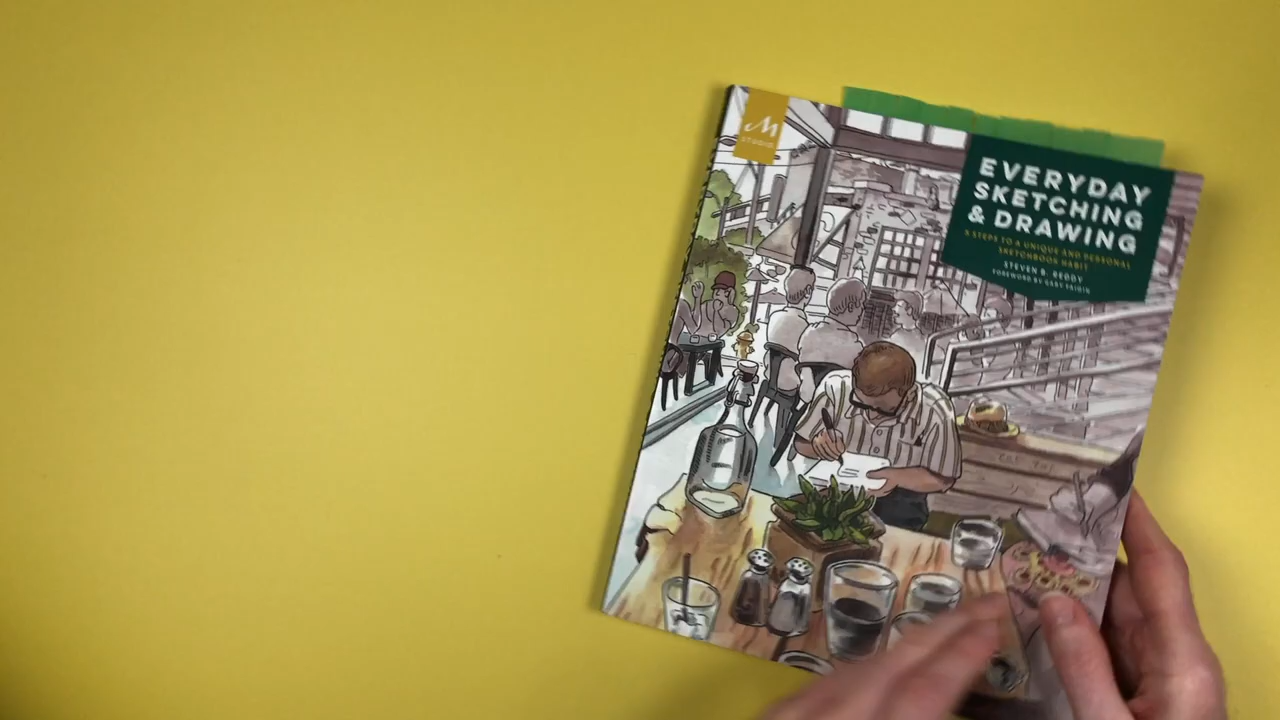 M
STUDIO
EVERYDAY
SKETCHING
& DRAWING
5 STEPS TO A UNIQUE AND PERSONAL
SKETCHBOOK HABIT
STEVEN B. REDDY
FOREWORD BY GABY FAIDIN